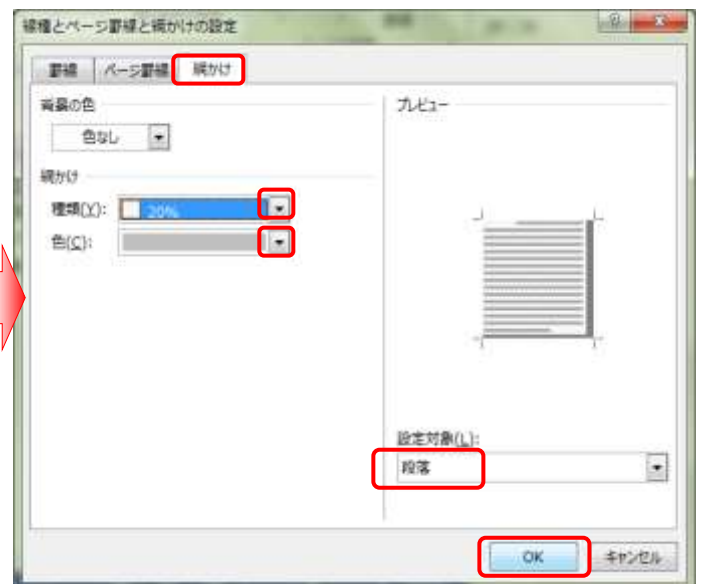 線種とページ罫線と網かけの設定
罫線 ページ罫線 網かけ
背景の色
色なし
網かけ
種類(Y): 20%
色(C):
プレビュー
設定対象(L):
段落
OK キャンセル